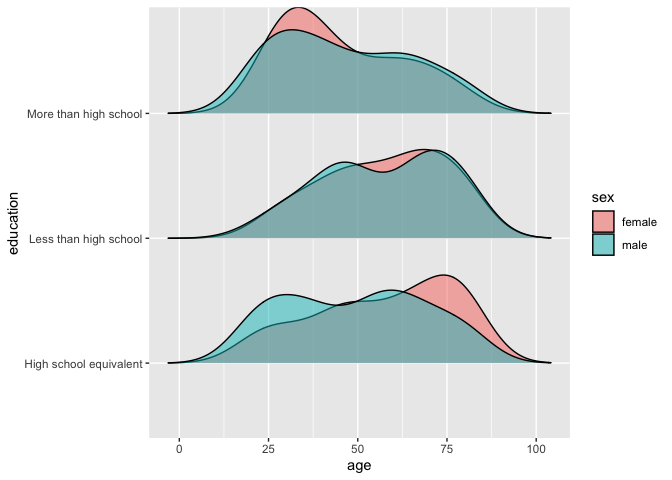 More than high school
Less than high school
High school equivalent
education
0 25 50 75 100
age
sex
female
male